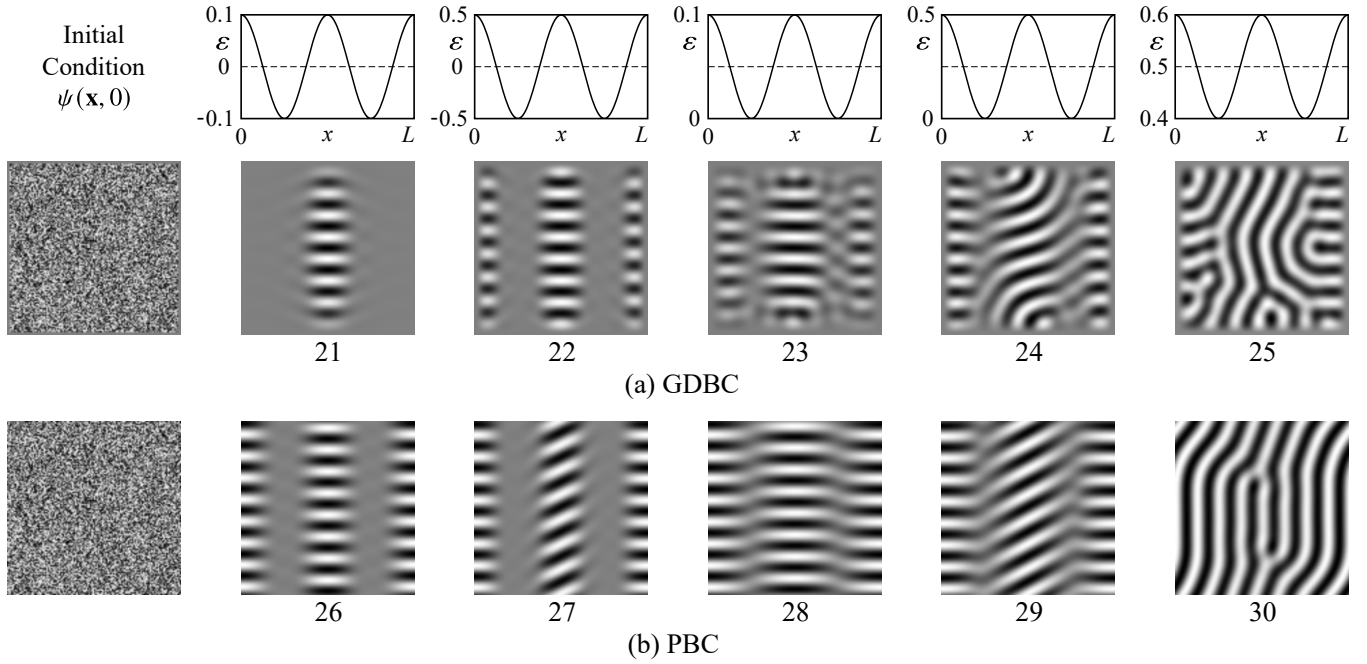 Initial
Condition
ψ(x, 0)
0.1
ε
0
-0.1
0
x
L
0.5
ε
0
-0.5
0
x
L
0.1
ε
0
0
x
L
0.5
ε
0
0
x
L
0.6
ε
0.5
0.4
0
x
L
21
22
23
24
25
(a) GDBC
26
27
28
29
30
(b) PBC